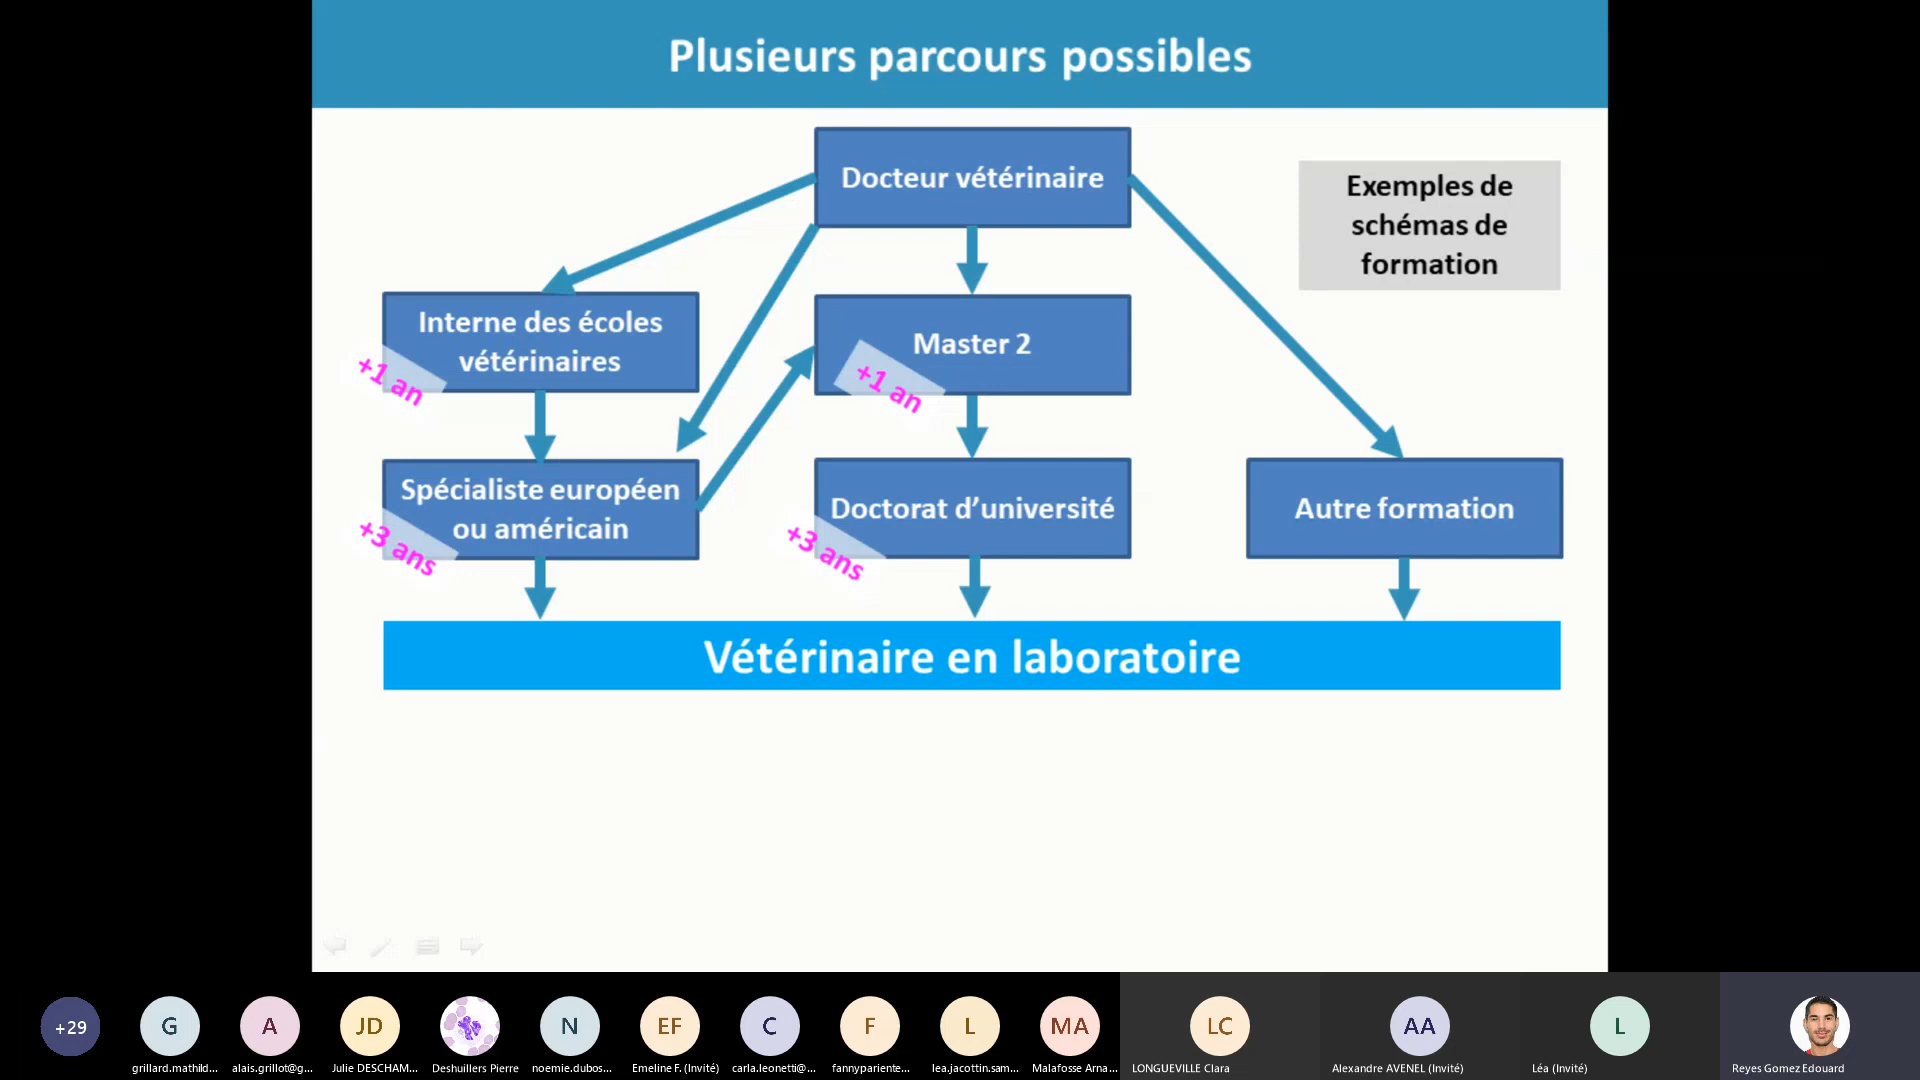 Plusieurs parcours possibles
Docteur vétérinaire
Exemples de
schémas de
formation
Interne des écoles
vétérinaires
+1 an
Master 2
+1 an
Spécialiste européen
ou américain
+3 ans
Doctorat d’université
+3 ans
Autre formation
Vétérinaire en laboratoire
+29
G
A
JD
N
EF
C
F
L
MA
LC
AA
L
grillard.mathild...
alais.grillot@g...
Julie DESCHAM...
Deshuillers Pierre
noemie.dubos...
Emeline F. (Invité)
carla.leonetti@...
fannypariente...
lea.jacottin.sam...
Malafosse Arna...
LONGUEVILLE Clara
Alexandre AVENEL (Invité)
Léa (Invité)
Reyes Gomez Edouard